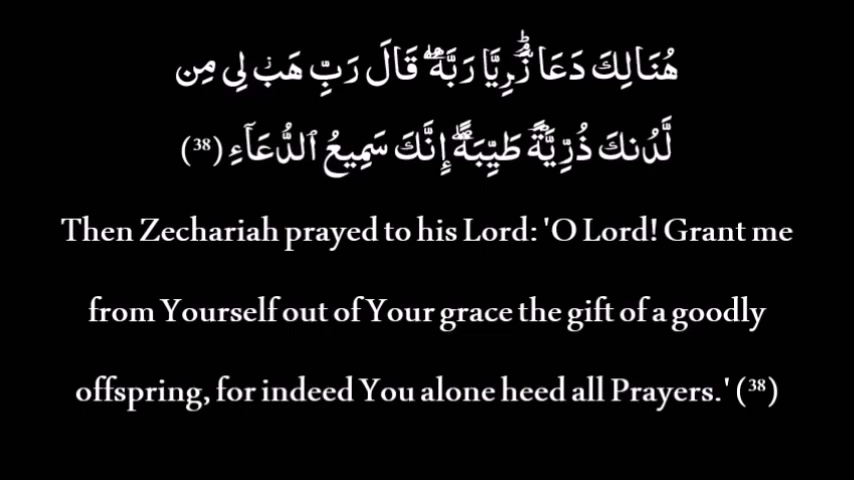 هُنَالِكَ دَعَا زَكَرِيَّا رَبَّهُۥۖ قَالَ رَبِّ هَبۡ لِي مِن
لَّدُنكَ ذُرِّيَّةٗ طَيِّبَةًۖ إِنَّكَ سَمِيعُ ٱلدُّعَآءِ (38)
Then Zechariah prayed to his Lord: 'O Lord! Grant me
from Yourself out of Your grace the gift of a goodly
offspring, for indeed You alone heed all Prayers.' (38)